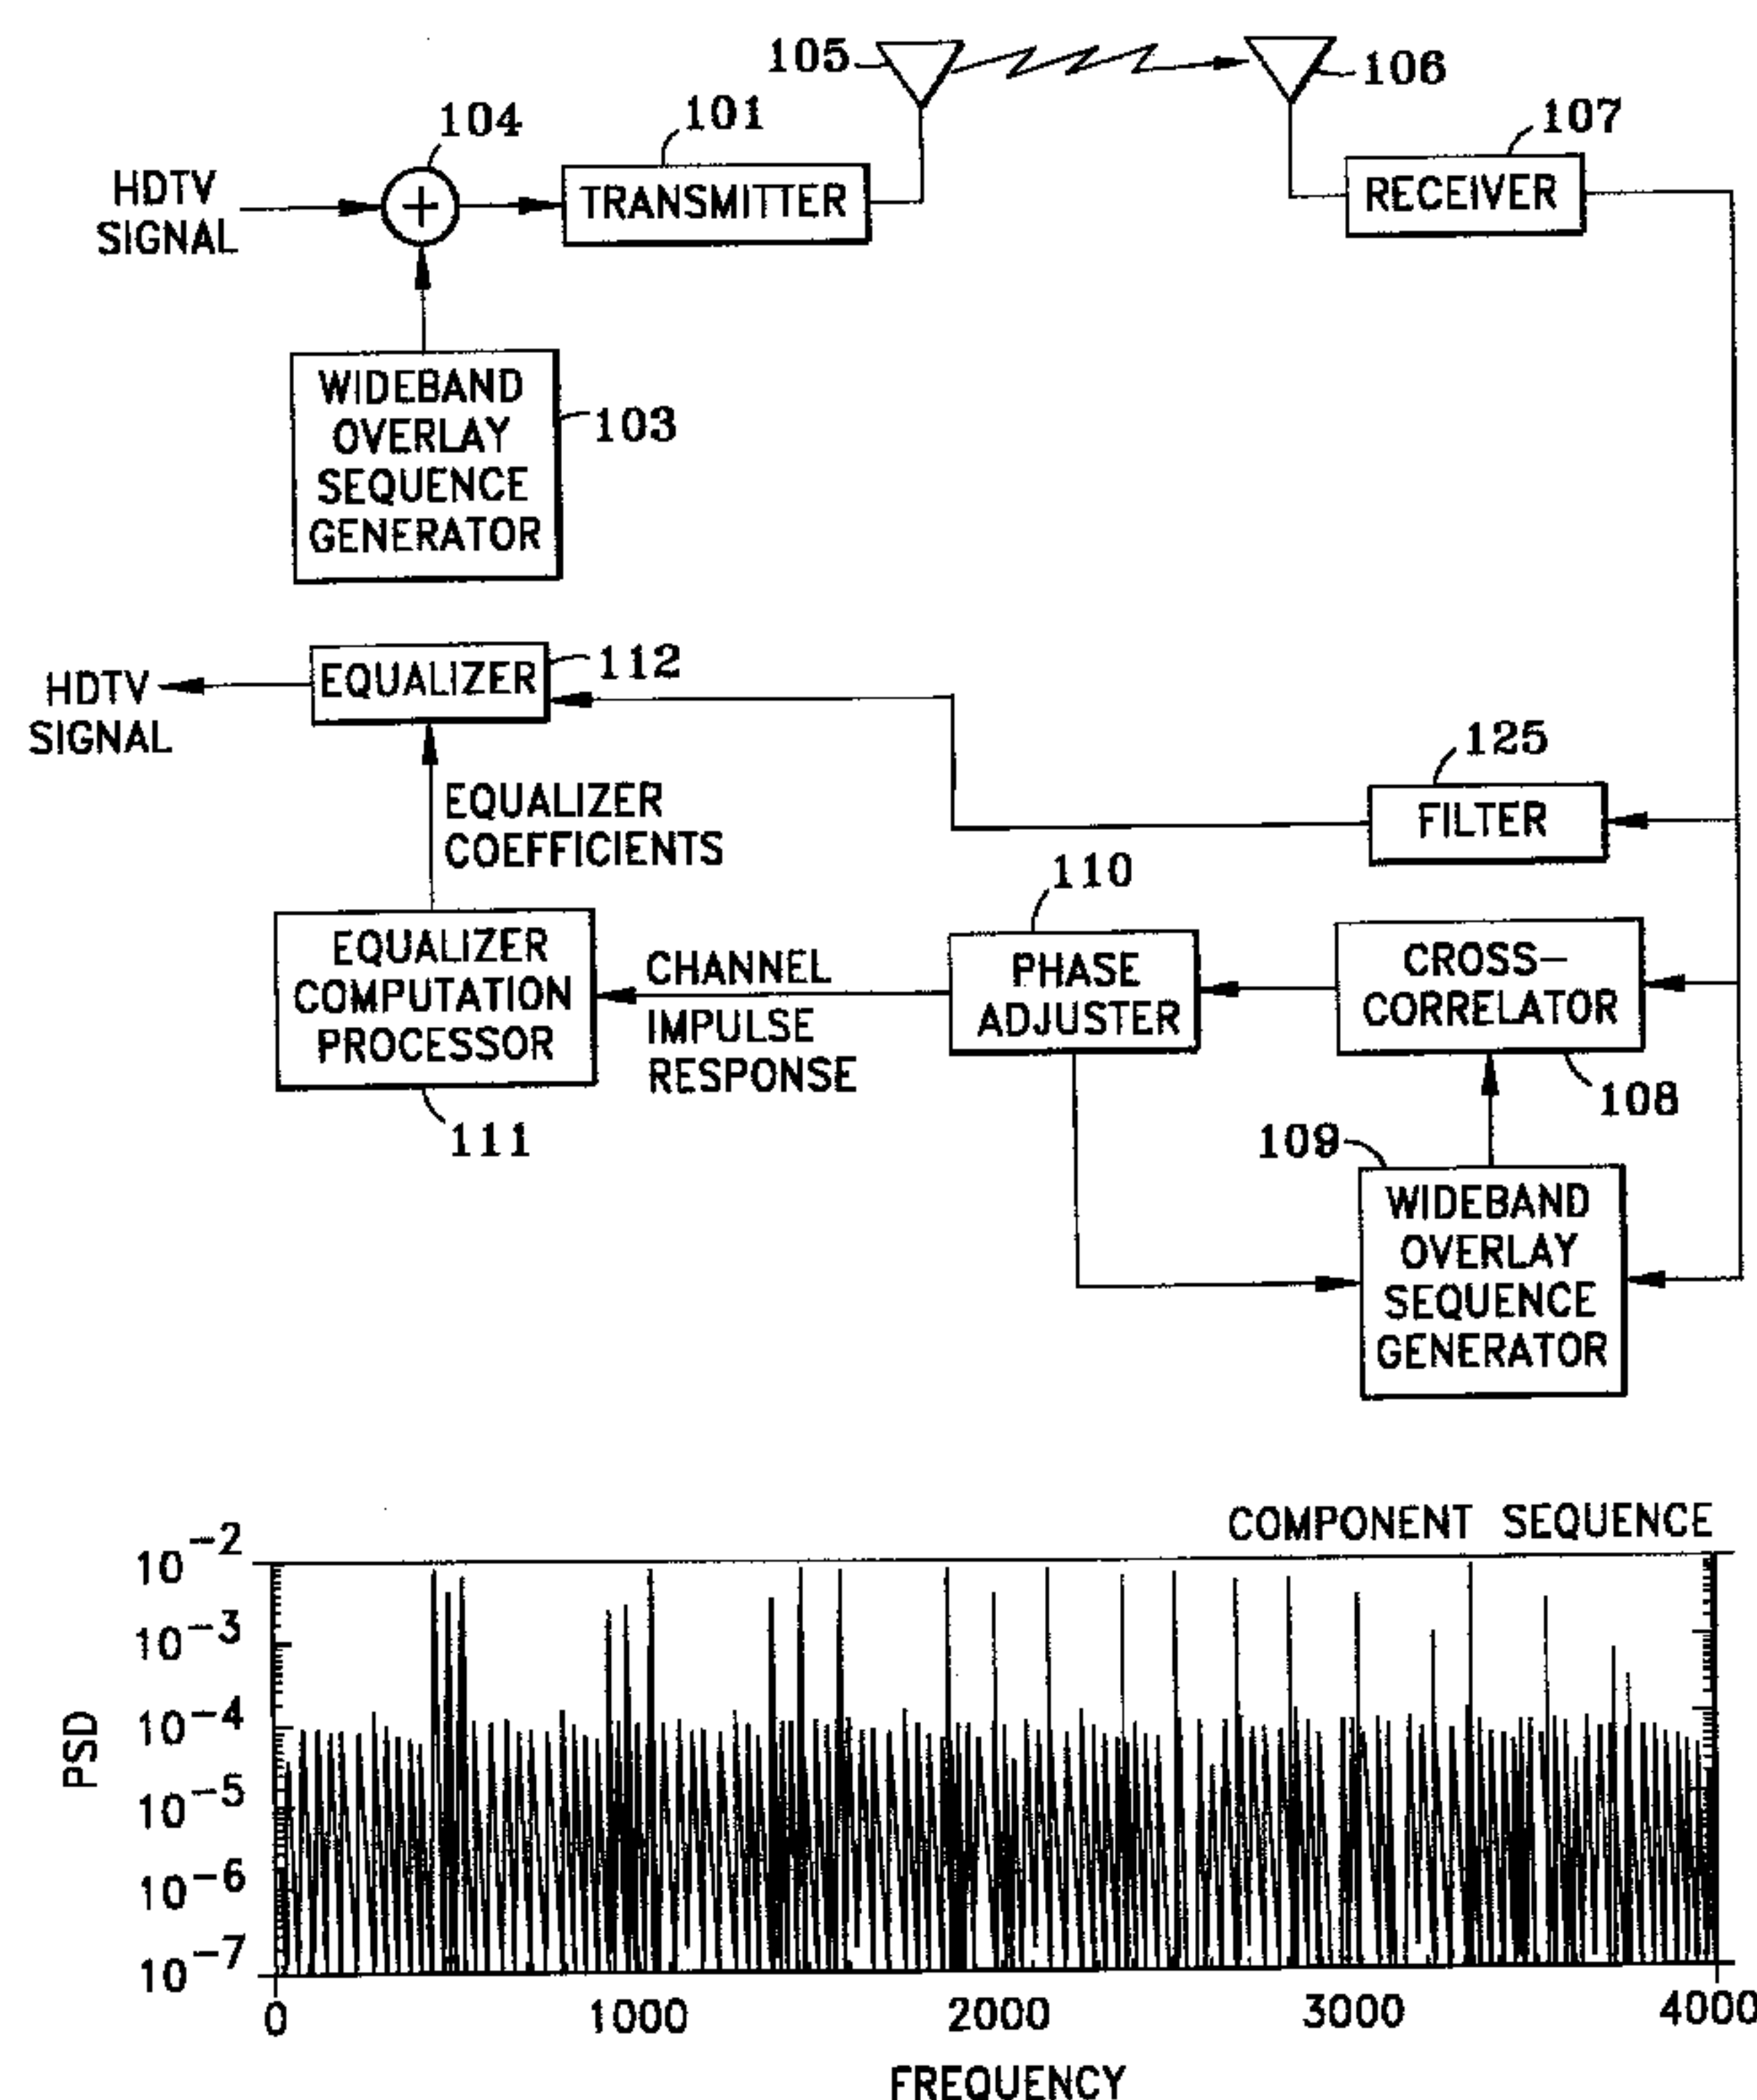 105
106
104
101
107
HDTV
SIGNAL
+
TRANSMITTER
RECEIVER
WIDEBAND
OVERLAY
SEQUENCE
GENERATOR
103
EQUALIZER
112
HDTV
SIGNAL
125
FILTER
EQUALIZER
COEFFICIENTS
110
EQUALIZER
COMPUTATION
PROCESSOR
111
CHANNEL
IMPULSE
RESPONSE
PHASE
ADJUSTER
CROSS-
CORRELATOR
108
109
WIDEBAND
OVERLAY
SEQUENCE
GENERATOR
COMPONENT SEQUENCE
10-2
10-3
10-4
10-5
10-6
10-7
PSD
0
1000
2000
3000
4000
FREQUENCY